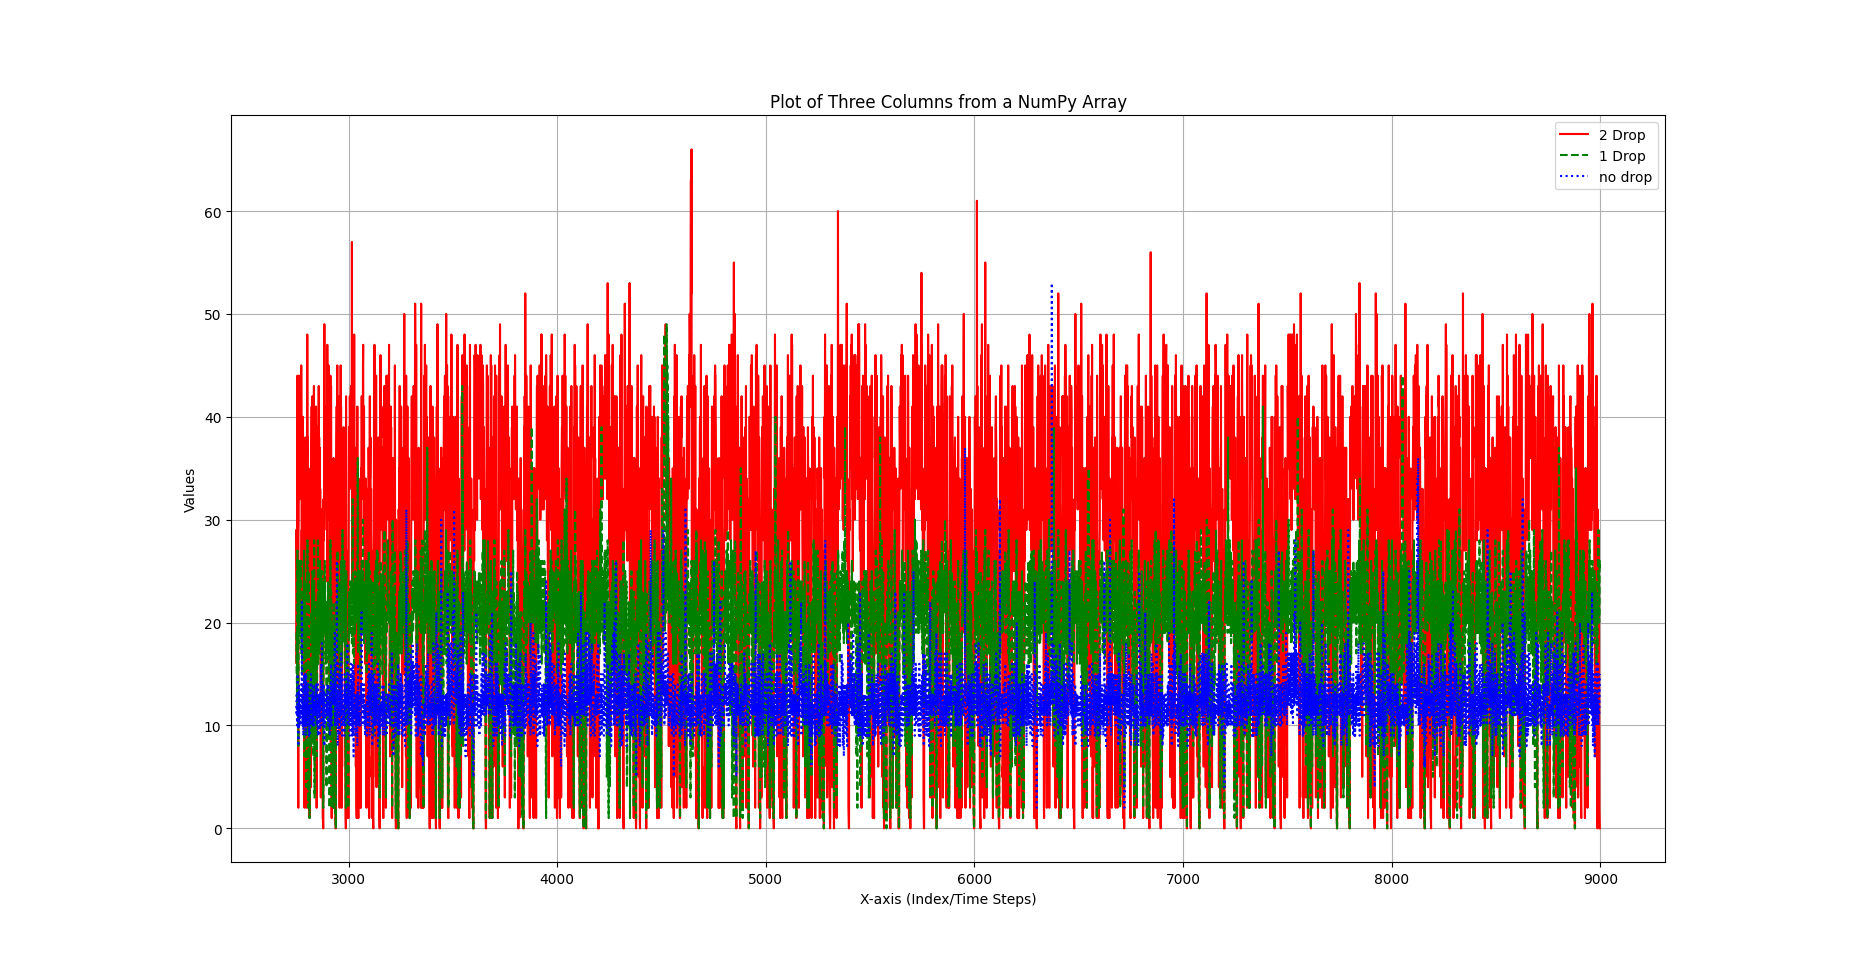 Plot of Three Columns from a NumPy Array
2 Drop
1 Drop
no drop
60
50
40
30
20
10
0
Values
3000 4000 5000 6000 7000 8000 9000
X-axis (Index/Time Steps)